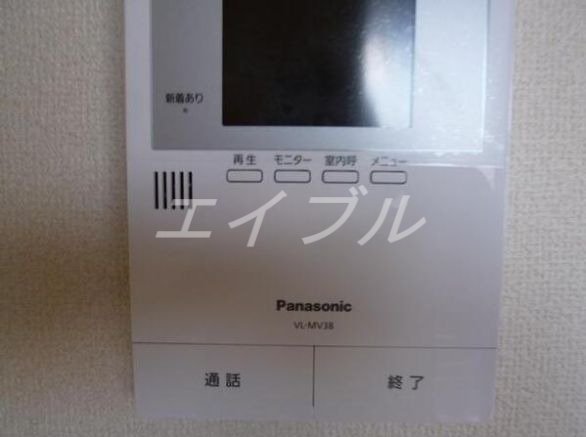 新着あり
再生 モニター 室内呼 メニュー
エイブル
Panasonic
VL-MV38
通話 終了